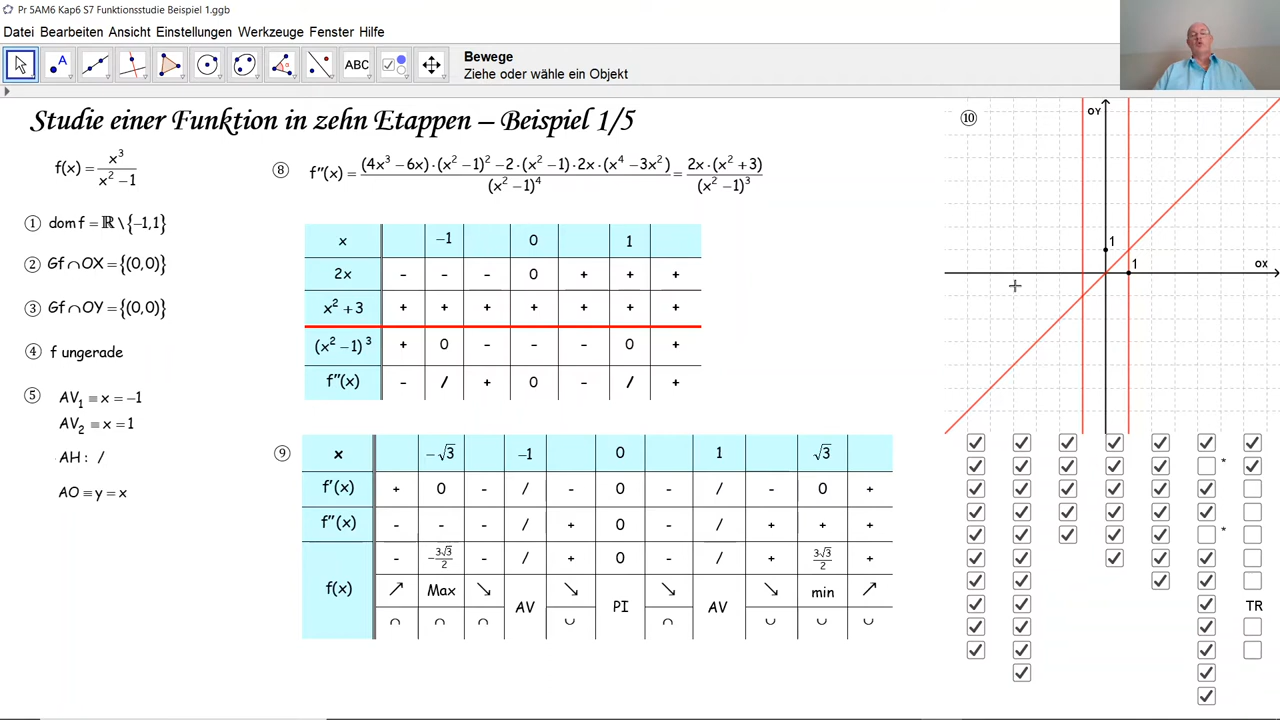 Pr 5AM6 Kap6 S7 Funktionsstudie Beispiel 1.ggb
Datei Bearbeiten Ansicht Einstellungen Werkzeuge Fenster Hilfe
A
ABC
Bewege
Ziehe oder wähle ein Objekt
Studie einer Funktion in zehn Etappen – Beispiel 1/5
f(x) = x³/(x² − 1)
① dom f = ℝ \ {−1,1}
② Gf ∩ OX = {(0,0)}
③ Gf ∩ OY = {(0,0)}
④ f ungerade
⑤ AV₁ ≡ x = −1
AV₂ ≡ x = 1
AH : /
AO ≡ y = x
⑧ f''(x) = ((4x³ − 6x)·(x² − 1)² − 2·(x² − 1)·2x·(x⁴ − 3x²))/(x² − 1)⁴ = (2x·(x² + 3))/(x² − 1)³
x −1 0 1
2x - - - 0 + + +
x² + 3 + + + + + + +
(x² − 1)³ + 0 - - - 0 +
f''(x) - / + 0 - / +
⑨
x −√3 −1 0 1 √3
f'(x) + 0 - / - 0 - / - 0 +
f''(x) - - - / + 0 - / + + +
f(x) - −3√3/2 - / + 0 - / + 3√3/2 +
↗ Max ↘ AV ↘ PI ↘ AV ↘ min ↗
∩ ∩ ∩ ∪ ∩ ∪ ∪ ∪
⑩
OY
1
1
OX
*
*
TR